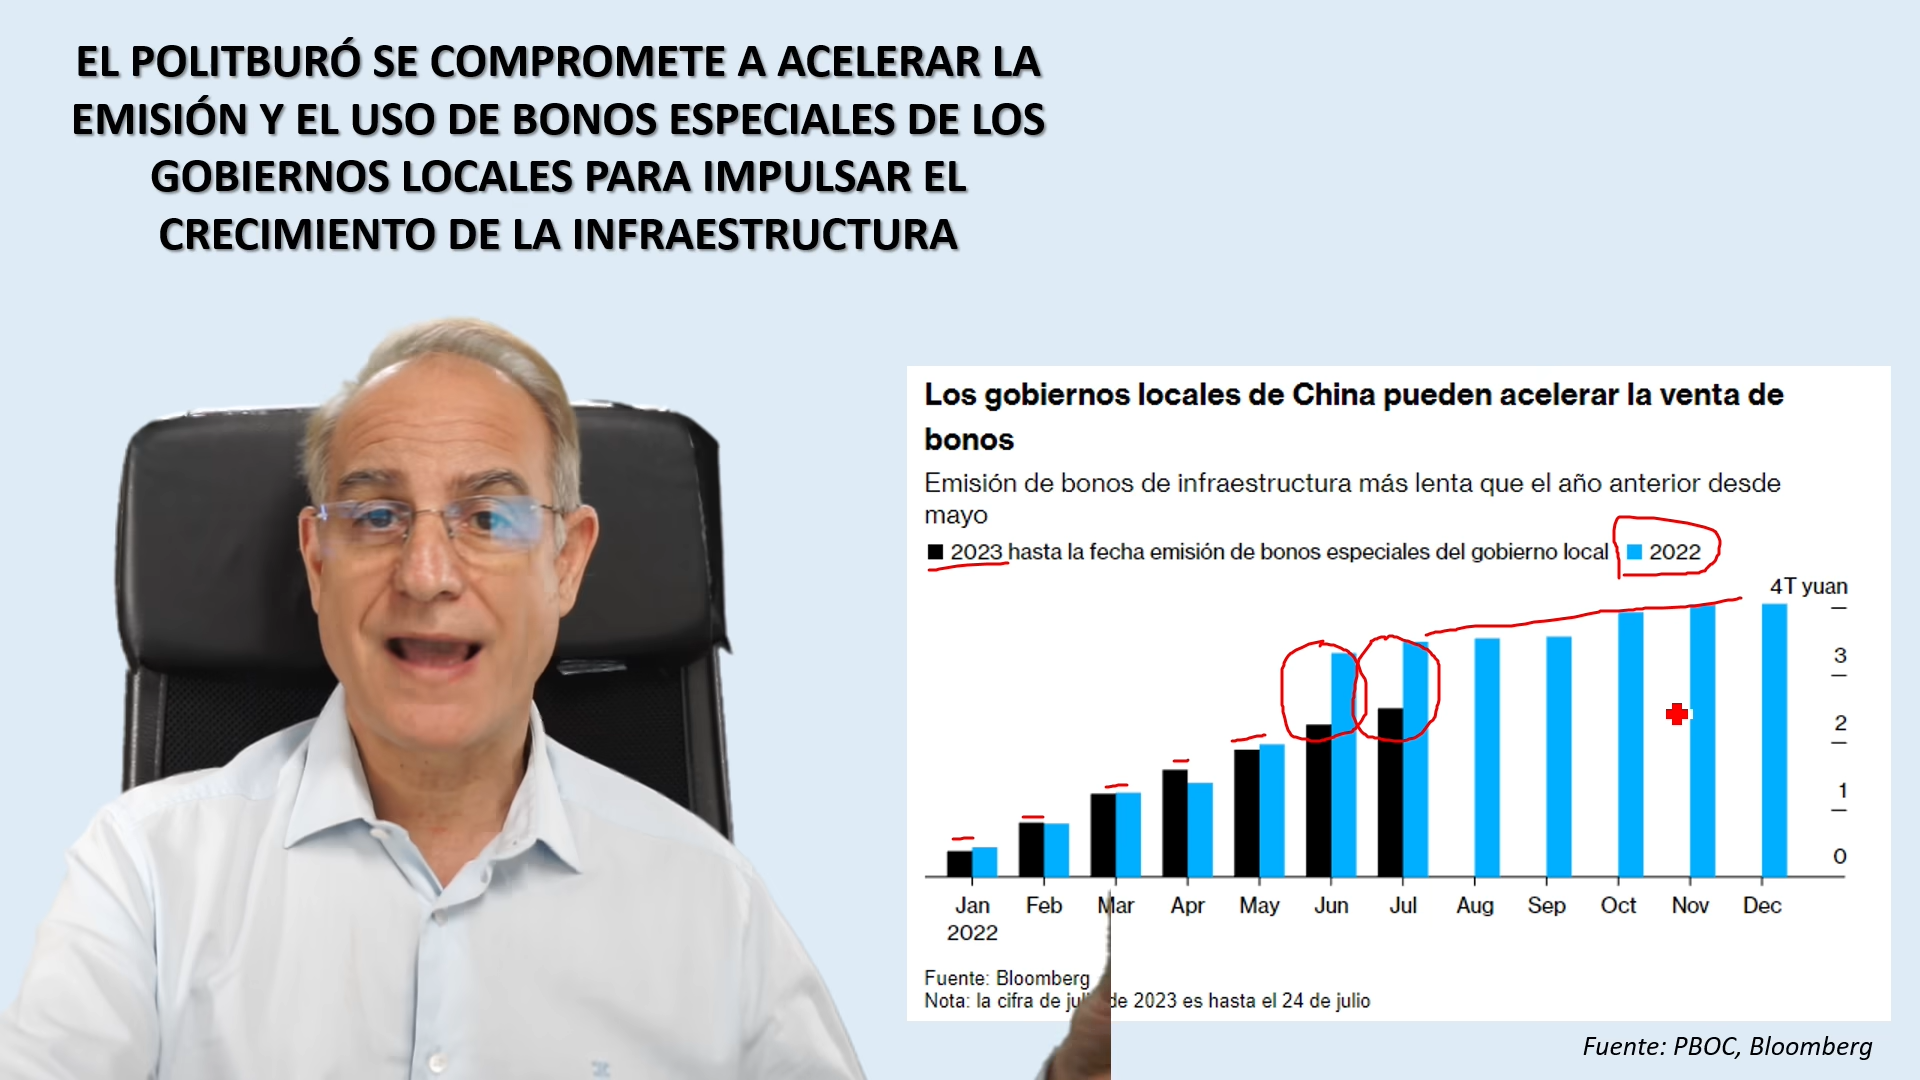 EL POLITBURÓ SE COMPROMETE A ACELERAR LA
EMISIÓN Y EL USO DE BONOS ESPECIALES DE LOS
GOBIERNOS LOCALES PARA IMPULSAR EL
CRECIMIENTO DE LA INFRAESTRUCTURA
Los gobiernos locales de China pueden acelerar la venta de
bonos
Emisión de bonos de infraestructura más lenta que el año anterior desde
mayo
2023 hasta la fecha emisión de bonos especiales del gobierno local 2022
4T yuan
3
2
1
0
Jan Feb Mar Apr May Jun Jul Aug Sep Oct Nov Dec
2022
Fuente: Bloomberg
Nota: la cifra de julio de 2023 es hasta el 24 de julio
Fuente: PBOC, Bloomberg